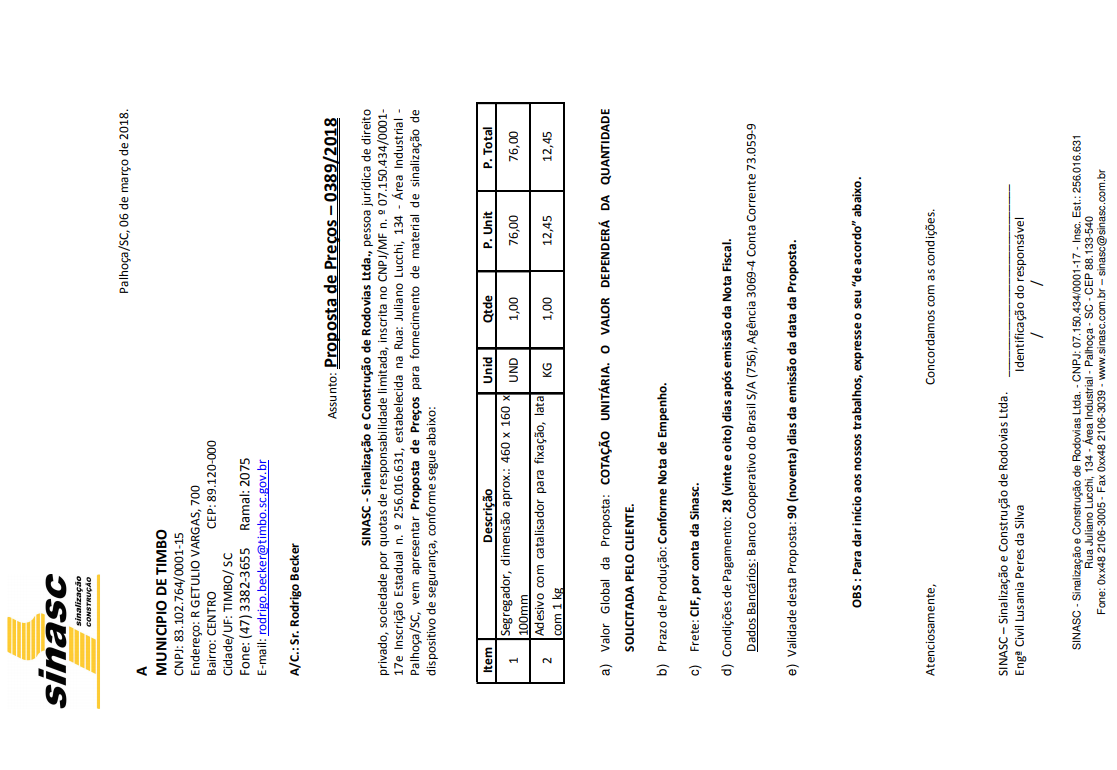 sinasc
sinalização
CONSTRUÇÃO
Palhoça/SC, 06 de março de 2018.
A
MUNICIPIO DE TIMBO
CNPJ: 83.102.764/0001-15
Endereço: R GETULIO VARGAS, 700
Bairro: CENTRO CEP: 89.120-000
Cidade/UF: TIMBO/ SC
Fone: (47) 3382-3655 Ramal: 2075
E-mail: rodrigo.becker@timbo.sc.gov.br
A/C.: Sr. Rodrigo Becker
Assunto: Proposta de Preços – 0389/2018
SINASC - Sinalização e Construção de Rodovias Ltda., pessoa jurídica de direito
privado, sociedade por quotas de responsabilidade limitada, inscrita no CNPJ/MF n. º 07.150.434/0001-
17e Inscrição Estadual n. º 256.016.631, estabelecida na Rua: Juliano Lucchi, 134 - Área Industrial -
Palhoça/SC, vem apresentar Proposta de Preços para fornecimento de material de sinalização de
dispositivo de segurança, conforme segue abaixo:
Item Descrição Unid Qtde P. Unit P. Total
1 Segregador, dimensão aprox.: 460 x 160 x UND 1,00 76,00 76,00
100mm
2 Adesivo com catalisador para fixação, lata KG 1,00 12,45 12,45
com 1 kg
a) Valor Global da Proposta: COTAÇÃO UNITÁRIA. O VALOR DEPENDERÁ DA QUANTIDADE
SOLICITADA PELO CLIENTE.
b) Prazo de Produção: Conforme Nota de Empenho.
c) Frete: CIF, por conta da Sinasc.
d) Condições de Pagamento: 28 (vinte e oito) dias após emissão da Nota Fiscal.
Dados Bancários: Banco Cooperativo do Brasil S/A (756), Agência 3069-4 Conta Corrente 73.059-9
e) Validade desta Proposta: 90 (noventa) dias da emissão da data da Proposta.
OBS : Para dar início aos nossos trabalhos, expresse o seu “de acordo” abaixo.
Atenciosamente, Concordamos com as condições.
SINASC – Sinalização e Construção de Rodovias Ltda. ____________________
Engª Civil Lusania Peres da Silva Identificação do responsável
/ /
SINASC - Sinalização e Construção de Rodovias Ltda. - CNPJ: 07.150.434/0001-17 - Insc. Est.: 256.016.631
Rua Juliano Lucchi, 134 - Área Industrial - Palhoça - SC - CEP 88.133-540
Fone: 0xx48 2106-3005 - Fax 0xx48 2106-3039 - www.sinasc.com.br – sinasc@sinasc.com.br